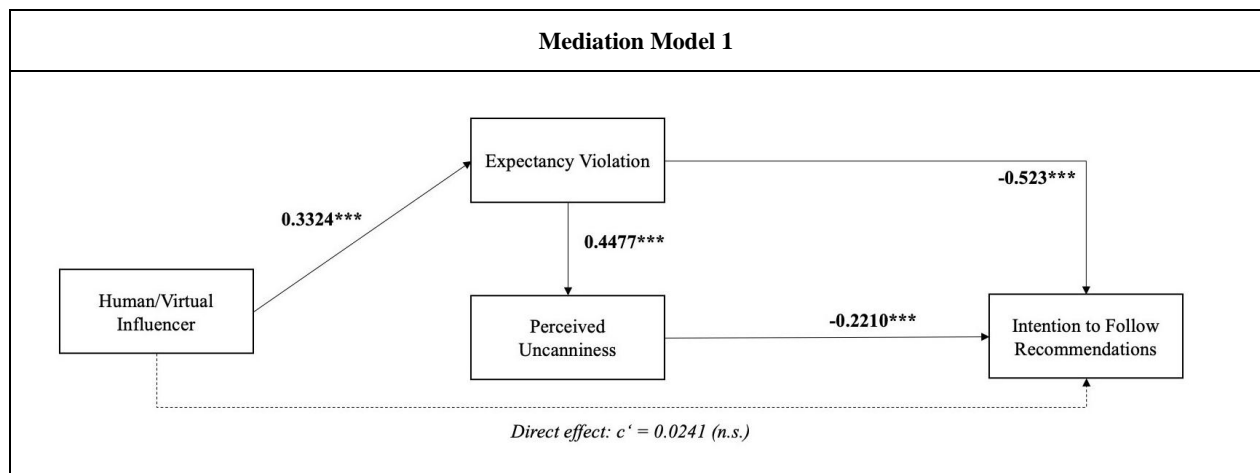 Mediation Model 1
Expectancy Violation
-0.523***
0.3324***
0.4477***
Human/Virtual
Influencer
Perceived
Uncanniness
-0.2210***
Intention to Follow
Recommendations
Direct effect: c‘ = 0.0241 (n.s.)